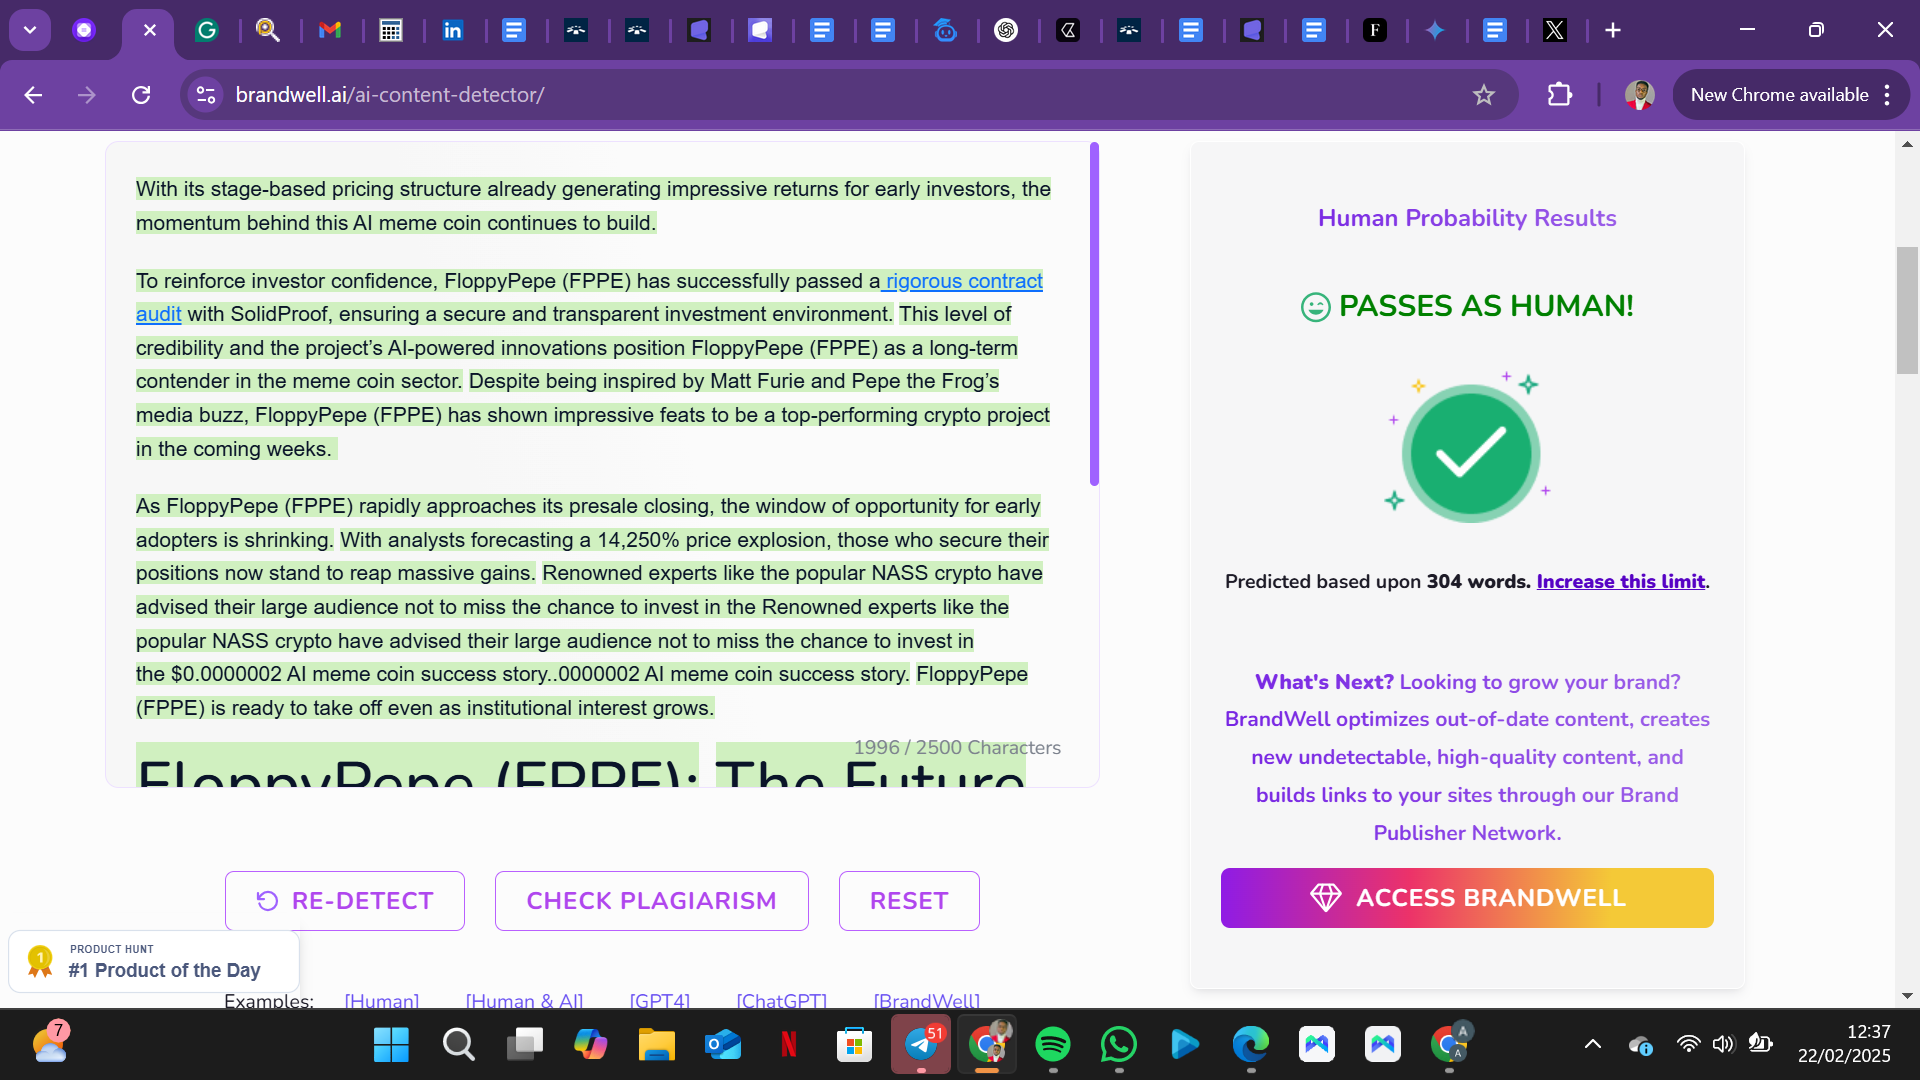 brandwell.ai/ai-content-detector/
New Chrome available
With its stage-based pricing structure already generating impressive returns for early investors, the
momentum behind this AI meme coin continues to build.
To reinforce investor confidence, FloppyPepe (FPPE) has successfully passed a rigorous contract
audit with SolidProof, ensuring a secure and transparent investment environment. This level of
credibility and the project's AI-powered innovations position FloppyPepe (FPPE) as a long-term
contender in the meme coin sector. Despite being inspired by Matt Furie and Pepe the Frog's
media buzz, FloppyPepe (FPPE) has shown impressive feats to be a top-performing crypto project
in the coming weeks.
As FloppyPepe (FPPE) rapidly approaches its presale closing, the window of opportunity for early
adopters is shrinking. With analysts forecasting a 14,250% price explosion, those who secure their
positions now stand to reap massive gains. Renowned experts like the popular NASS crypto have
advised their large audience not to miss the chance to invest in the Renowned experts like the
popular NASS crypto have advised their large audience not to miss the chance to invest in
the $0.0000002 AI meme coin success story..0000002 AI meme coin success story. FloppyPepe
(FPPE) is ready to take off even as institutional interest grows.
1996 / 2500 Characters
FloppyPepe (FPPE): The Future
RE-DETECT
CHECK PLAGIARISM
RESET
PRODUCT HUNT
#1 Product of the Day
Examples: [Human] [Human & AI] [GPT4] [ChatGPT] [BrandWell]
Human Probability Results
PASSES AS HUMAN!
Predicted based upon 304 words. Increase this limit.
What's Next? Looking to grow your brand?
BrandWell optimizes out-of-date content, creates
new undetectable, high-quality content, and
builds links to your sites through our Brand
Publisher Network.
ACCESS BRANDWELL
7
51
12:37
22/02/2025